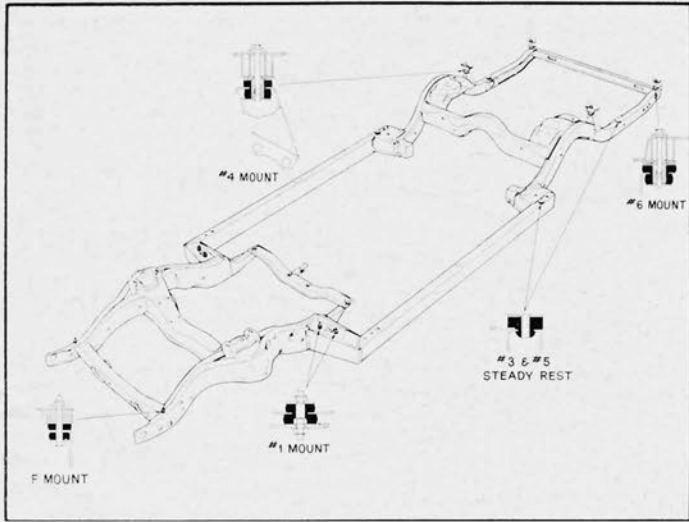 #4 MOUNT
#6 MOUNT
#3 & #5
STEADY REST
#1 MOUNT
F MOUNT